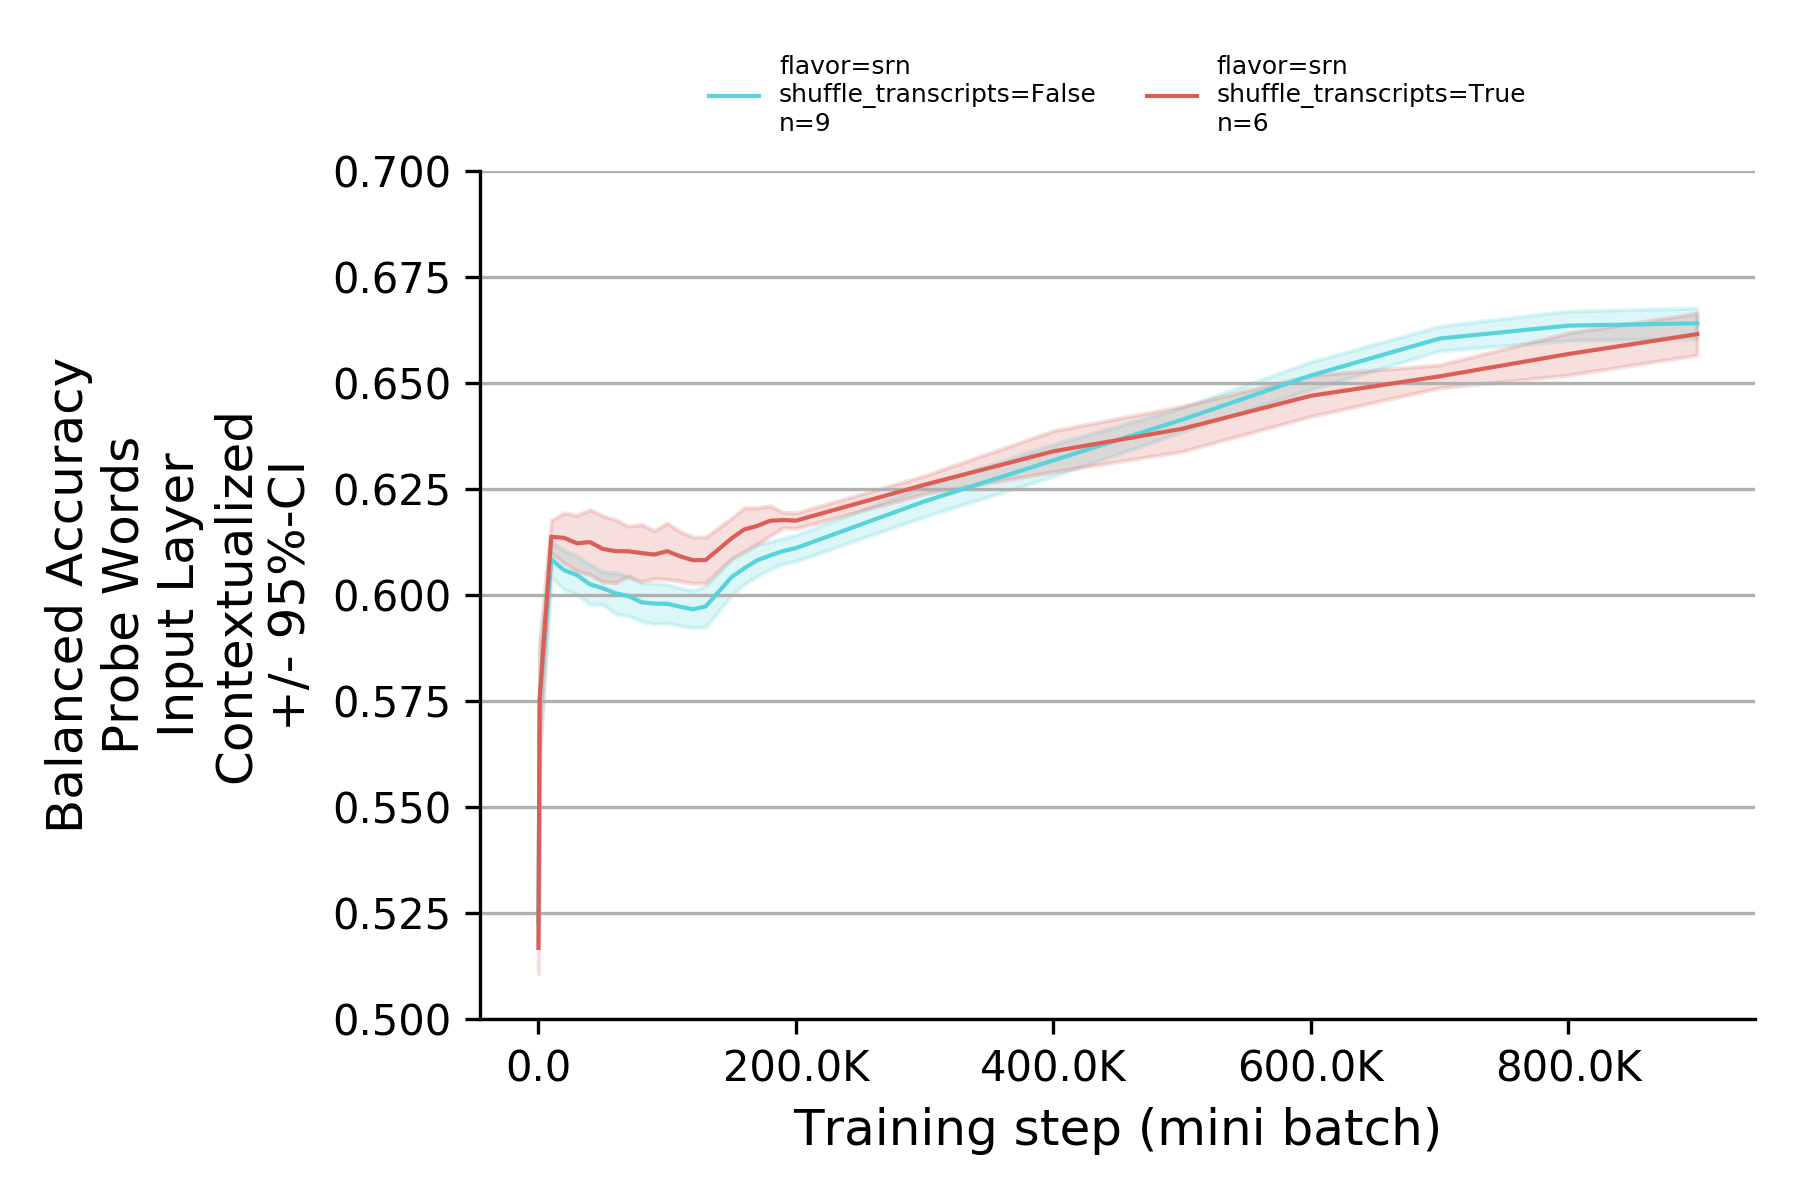 flavor=srn
shuffle_transcripts=False
n=9
flavor=srn
shuffle_transcripts=True
n=6
Balanced Accuracy
Probe Words
Input Layer
Contextualized
+/- 95%-CI
0.700
0.675
0.650
0.625
0.600
0.575
0.550
0.525
0.500
0.0
200.0K
400.0K
600.0K
800.0K
Training step (mini batch)